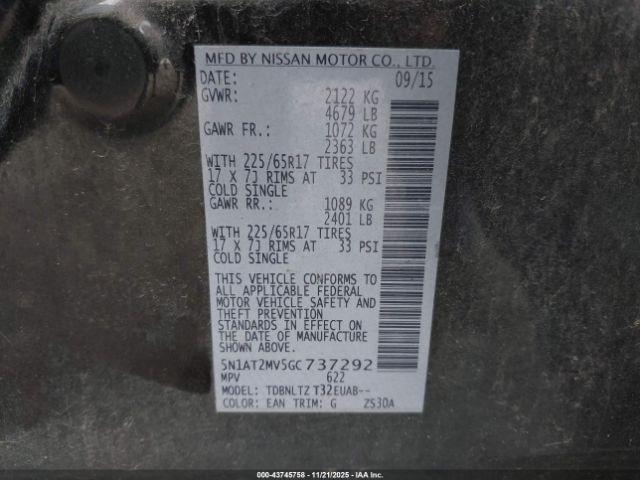 MFD BY NISSAN MOTOR CO., LTD.
DATE: 09/15
GVWR: 2122 KG
4679 LB
GAWR FR.: 1072 KG
2363 LB
WITH 225/65R17 TIRES
17 X 7J RIMS AT 33 PSI
COLD SINGLE
GAWR RR.: 1089 KG
2401 LB
WITH 225/65R17 TIRES
17 X 7J RIMS AT 33 PSI
COLD SINGLE
THIS VEHICLE CONFORMS TO
ALL APPLICABLE FEDERAL
MOTOR VEHICLE SAFETY AND
THEFT PREVENTION
STANDARDS IN EFFECT ON
THE DATE OF MANUFACTURE
SHOWN ABOVE.
5N1AT2MV5GC737292
MPV 622
MODEL: TDBNLTZ T32EUAB--
COLOR: EAN TRIM: G ZS30A
000-43745758 - 11/21/2025 - IAA Inc.